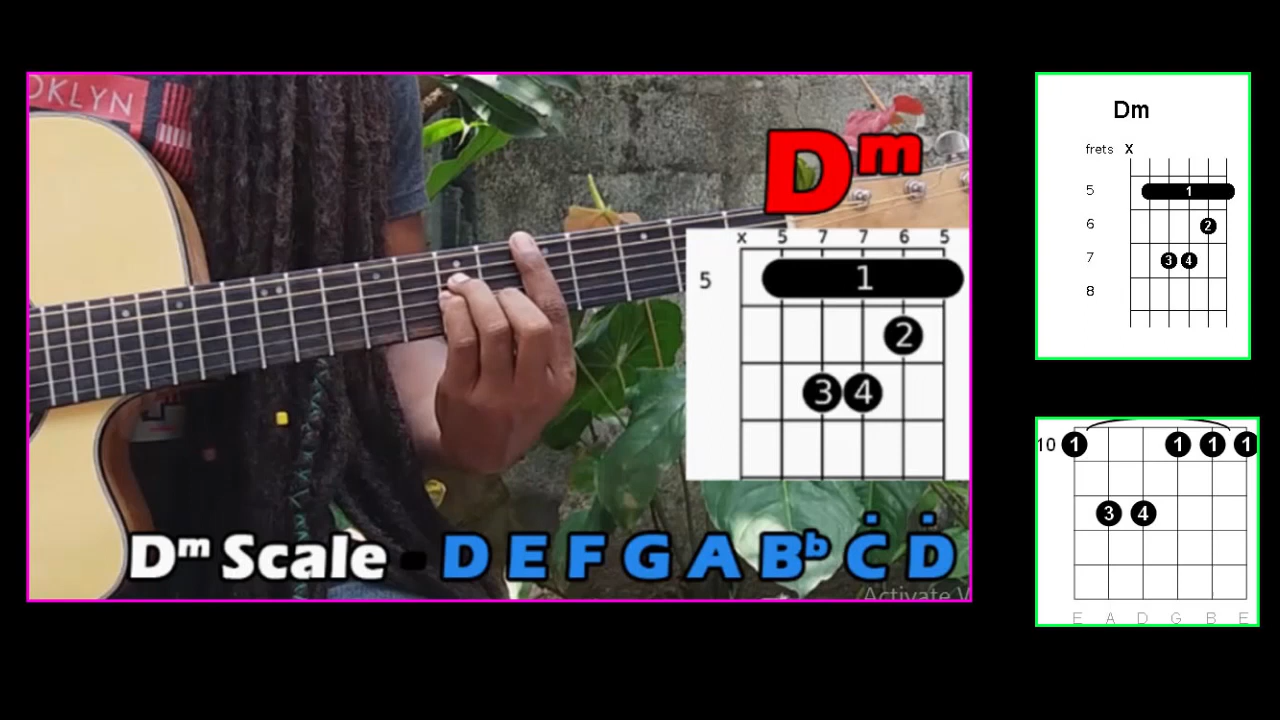 OKLYN
Dm
x 5 7 7 6 5
5
1
2
3 4
Dm Scale - D E F G A Bb Ċ Ḋ
Activate V
Dm
frets X
5 1
6 2
7 3 4
8
10 1 1 1 1
3 4
E A D G B E